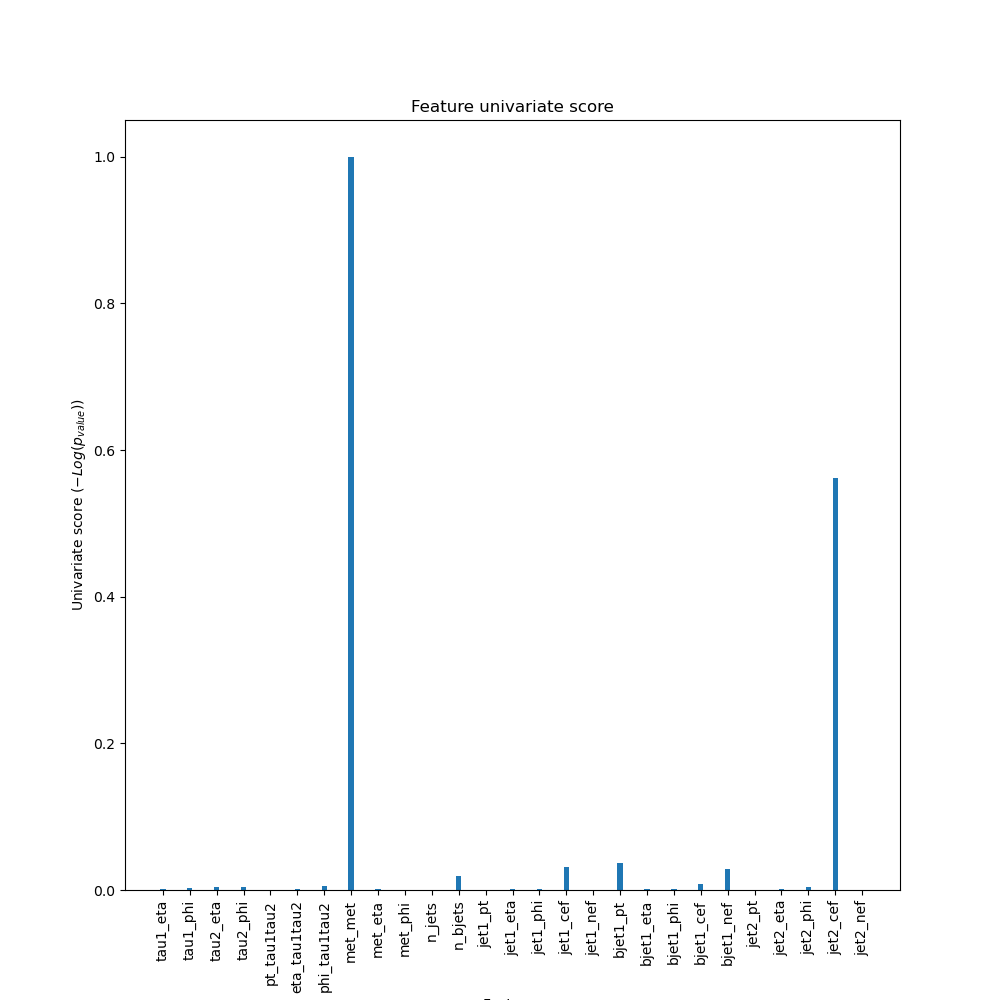 Feature univariate score
Univariate score (−Log(p_value))
1.0
0.8
0.6
0.4
0.2
0.0
tau1_eta
tau1_phi
tau2_eta
tau2_phi
pt_tau1tau2
eta_tau1tau2
phi_tau1tau2
met_met
met_eta
met_phi
n_jets
n_bjets
jet1_pt
jet1_eta
jet1_phi
jet1_cef
jet1_nef
bjet1_pt
bjet1_eta
bjet1_phi
bjet1_cef
bjet1_nef
jet2_pt
jet2_eta
jet2_phi
jet2_cef
jet2_nef